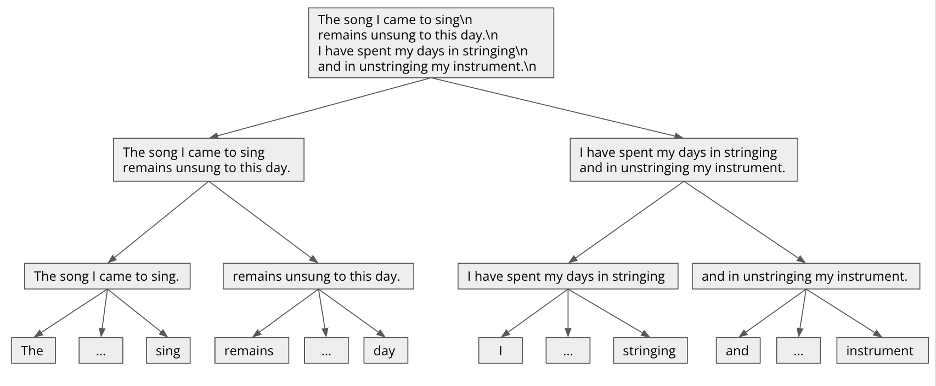 The song I came to sing\n
remains unsung to this day.\n
I have spent my days in stringing\n
and in unstringing my instrument.\n
The song I came to sing
remains unsung to this day.
I have spent my days in stringing
and in unstringing my instrument.
The song I came to sing.
remains unsung to this day.
I have spent my days in stringing
and in unstringing my instrument.
The
...
sing
remains
...
day
I
...
stringing
and
...
instrument